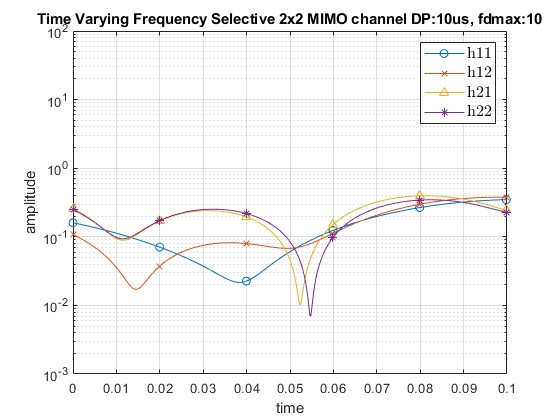 Time Varying Frequency Selective 2x2 MIMO channel DP:10us, fdmax:10
10^2
h11
h12
h21
h22
10^1
10^0
10^-1
10^-2
10^-3
amplitude
0 0.01 0.02 0.03 0.04 0.05 0.06 0.07 0.08 0.09 0.1
time